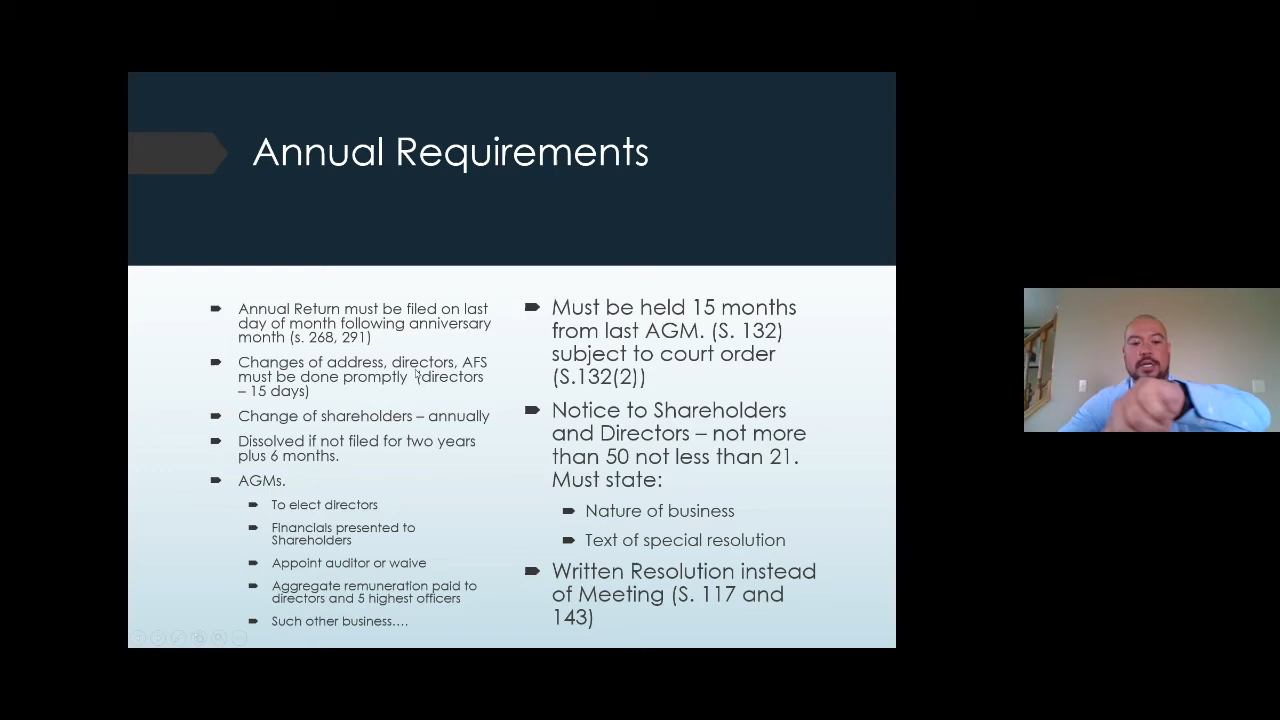 Annual Requirements
Annual Return must be filed on last
day of month following anniversary
month (s. 268, 291)
Changes of address, directors, AFS
must be done promptly (directors
– 15 days)
Change of shareholders – annually
Dissolved if not filed for two years
plus 6 months.
AGMs.
To elect directors
Financials presented to
Shareholders
Appoint auditor or waive
Aggregate remuneration paid to
directors and 5 highest officers
Such other business....
Must be held 15 months
from last AGM. (S. 132)
subject to court order
(S.132(2))
Notice to Shareholders
and Directors – not more
than 50 not less than 21.
Must state:
Nature of business
Text of special resolution
Written Resolution instead
of Meeting (S. 117 and
143)